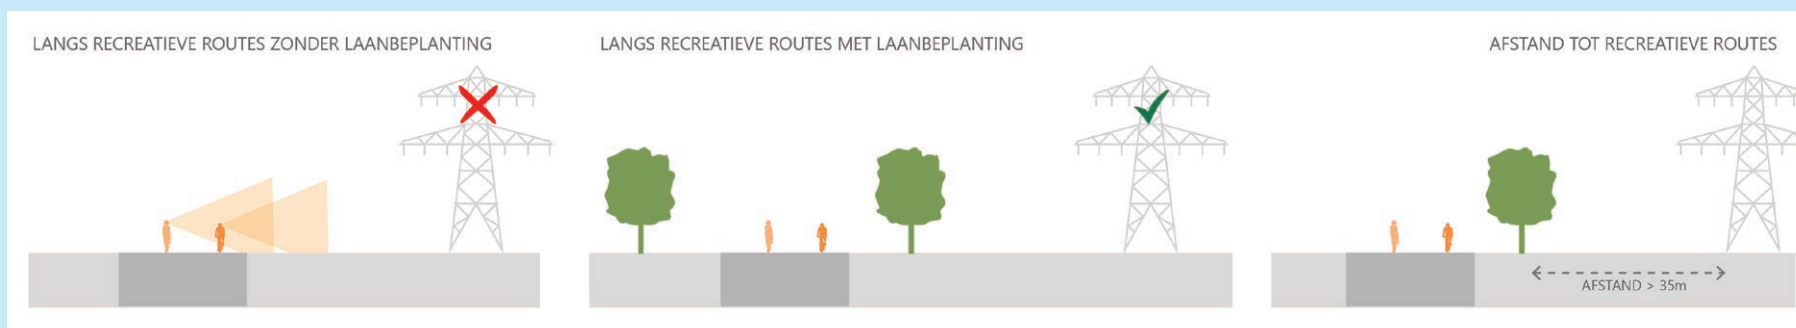 LANGS RECREATIEVE ROUTES ZONDER LAANBEPLANTING
LANGS RECREATIEVE ROUTES MET LAANBEPLANTING
AFSTAND TOT RECREATIEVE ROUTES
AFSTAND > 35m